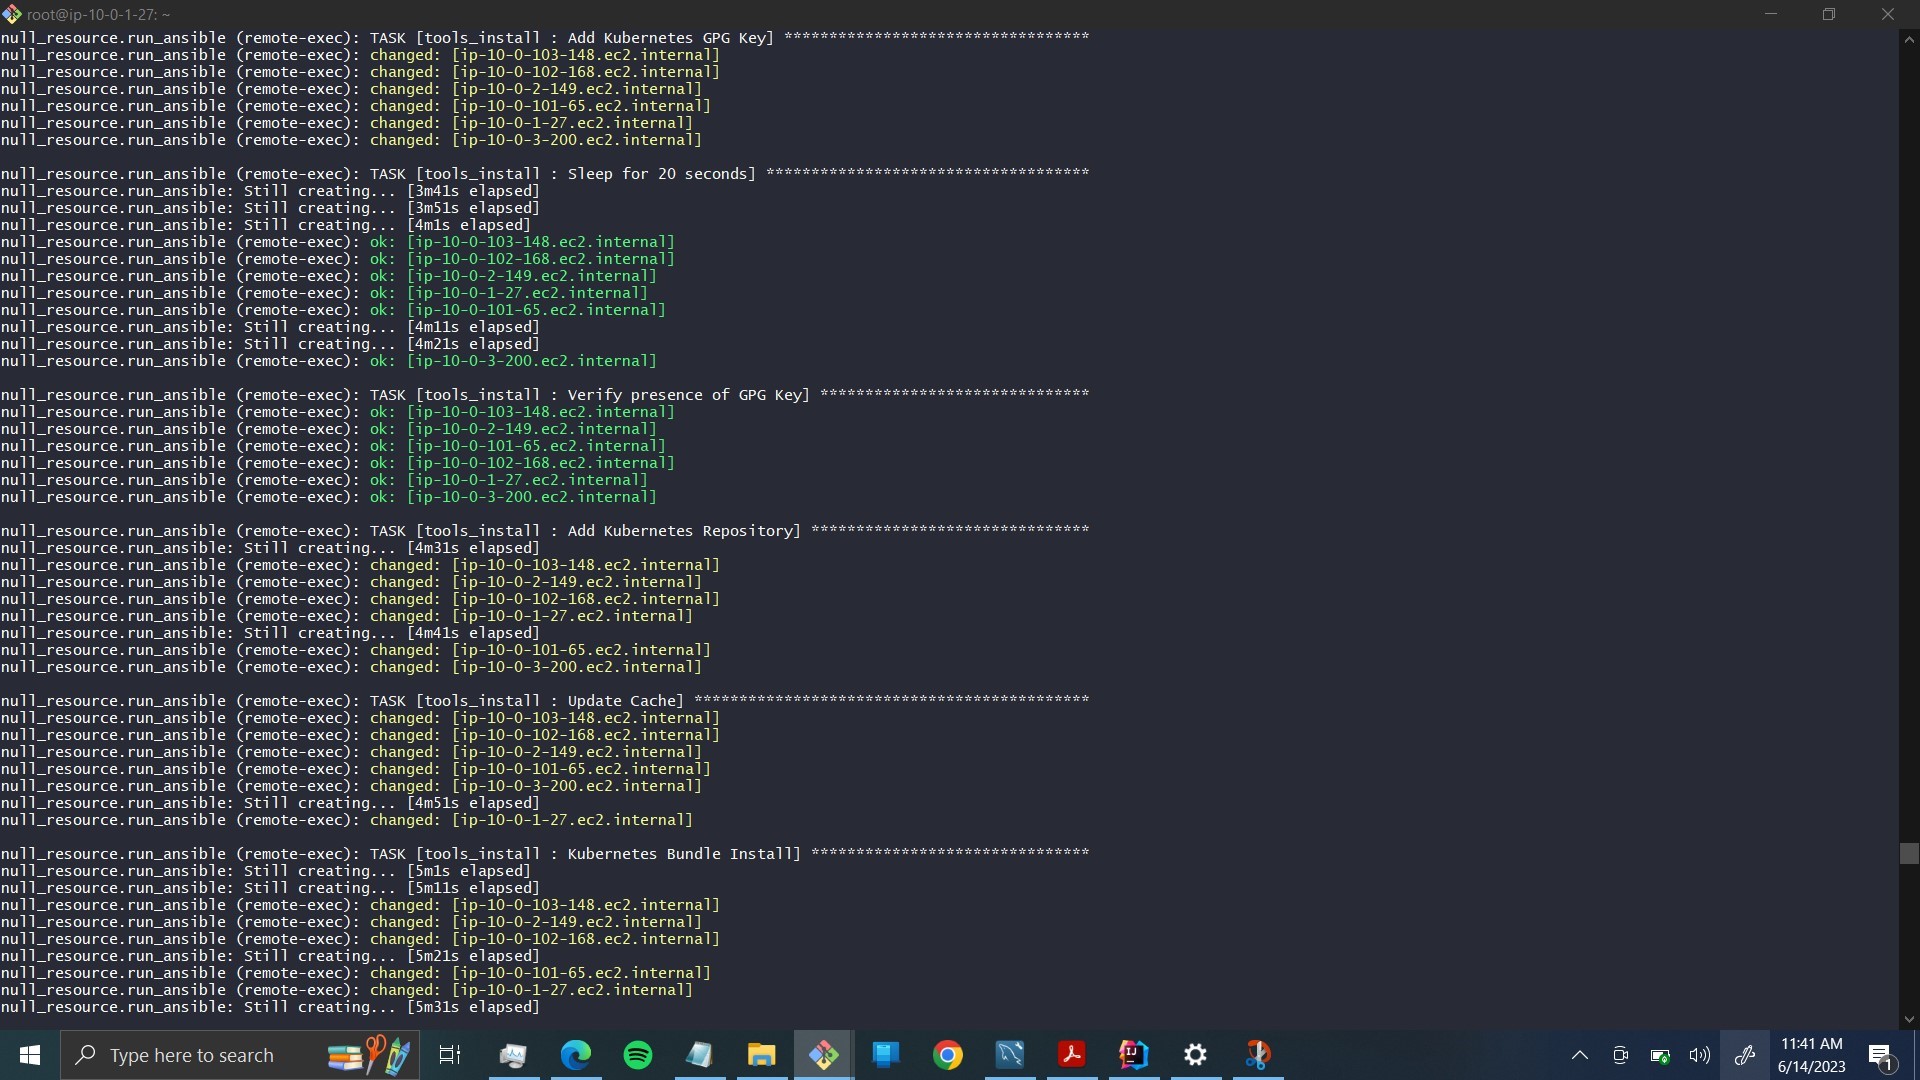 root@ip-10-0-1-27: ~
null_resource.run_ansible (remote-exec): TASK [tools_install : Add Kubernetes GPG Key] **********************************
null_resource.run_ansible (remote-exec): changed: [ip-10-0-103-148.ec2.internal]
null_resource.run_ansible (remote-exec): changed: [ip-10-0-102-168.ec2.internal]
null_resource.run_ansible (remote-exec): changed: [ip-10-0-2-149.ec2.internal]
null_resource.run_ansible (remote-exec): changed: [ip-10-0-101-65.ec2.internal]
null_resource.run_ansible (remote-exec): changed: [ip-10-0-1-27.ec2.internal]
null_resource.run_ansible (remote-exec): changed: [ip-10-0-3-200.ec2.internal]
null_resource.run_ansible (remote-exec): TASK [tools_install : Sleep for 20 seconds] ************************************
null_resource.run_ansible: Still creating... [3m41s elapsed]
null_resource.run_ansible: Still creating... [3m51s elapsed]
null_resource.run_ansible: Still creating... [4m1s elapsed]
null_resource.run_ansible (remote-exec): ok: [ip-10-0-103-148.ec2.internal]
null_resource.run_ansible (remote-exec): ok: [ip-10-0-102-168.ec2.internal]
null_resource.run_ansible (remote-exec): ok: [ip-10-0-2-149.ec2.internal]
null_resource.run_ansible (remote-exec): ok: [ip-10-0-1-27.ec2.internal]
null_resource.run_ansible (remote-exec): ok: [ip-10-0-101-65.ec2.internal]
null_resource.run_ansible: Still creating... [4m11s elapsed]
null_resource.run_ansible: Still creating... [4m21s elapsed]
null_resource.run_ansible (remote-exec): ok: [ip-10-0-3-200.ec2.internal]
null_resource.run_ansible (remote-exec): TASK [tools_install : Verify presence of GPG Key] ******************************
null_resource.run_ansible (remote-exec): ok: [ip-10-0-103-148.ec2.internal]
null_resource.run_ansible (remote-exec): ok: [ip-10-0-2-149.ec2.internal]
null_resource.run_ansible (remote-exec): ok: [ip-10-0-101-65.ec2.internal]
null_resource.run_ansible (remote-exec): ok: [ip-10-0-102-168.ec2.internal]
null_resource.run_ansible (remote-exec): ok: [ip-10-0-1-27.ec2.internal]
null_resource.run_ansible (remote-exec): ok: [ip-10-0-3-200.ec2.internal]
null_resource.run_ansible (remote-exec): TASK [tools_install : Add Kubernetes Repository] *******************************
null_resource.run_ansible: Still creating... [4m31s elapsed]
null_resource.run_ansible (remote-exec): changed: [ip-10-0-103-148.ec2.internal]
null_resource.run_ansible (remote-exec): changed: [ip-10-0-2-149.ec2.internal]
null_resource.run_ansible (remote-exec): changed: [ip-10-0-102-168.ec2.internal]
null_resource.run_ansible (remote-exec): changed: [ip-10-0-1-27.ec2.internal]
null_resource.run_ansible: Still creating... [4m41s elapsed]
null_resource.run_ansible (remote-exec): changed: [ip-10-0-101-65.ec2.internal]
null_resource.run_ansible (remote-exec): changed: [ip-10-0-3-200.ec2.internal]
null_resource.run_ansible (remote-exec): TASK [tools_install : Update Cache] ********************************************
null_resource.run_ansible (remote-exec): changed: [ip-10-0-103-148.ec2.internal]
null_resource.run_ansible (remote-exec): changed: [ip-10-0-102-168.ec2.internal]
null_resource.run_ansible (remote-exec): changed: [ip-10-0-2-149.ec2.internal]
null_resource.run_ansible (remote-exec): changed: [ip-10-0-101-65.ec2.internal]
null_resource.run_ansible (remote-exec): changed: [ip-10-0-3-200.ec2.internal]
null_resource.run_ansible: Still creating... [4m51s elapsed]
null_resource.run_ansible (remote-exec): changed: [ip-10-0-1-27.ec2.internal]
null_resource.run_ansible (remote-exec): TASK [tools_install : Kubernetes Bundle Install] *******************************
null_resource.run_ansible: Still creating... [5m1s elapsed]
null_resource.run_ansible: Still creating... [5m11s elapsed]
null_resource.run_ansible (remote-exec): changed: [ip-10-0-103-148.ec2.internal]
null_resource.run_ansible (remote-exec): changed: [ip-10-0-2-149.ec2.internal]
null_resource.run_ansible (remote-exec): changed: [ip-10-0-102-168.ec2.internal]
null_resource.run_ansible: Still creating... [5m21s elapsed]
null_resource.run_ansible (remote-exec): changed: [ip-10-0-101-65.ec2.internal]
null_resource.run_ansible (remote-exec): changed: [ip-10-0-1-27.ec2.internal]
null_resource.run_ansible: Still creating... [5m31s elapsed]
Type here to search
IJ
11:41 AM
6/14/2023
1